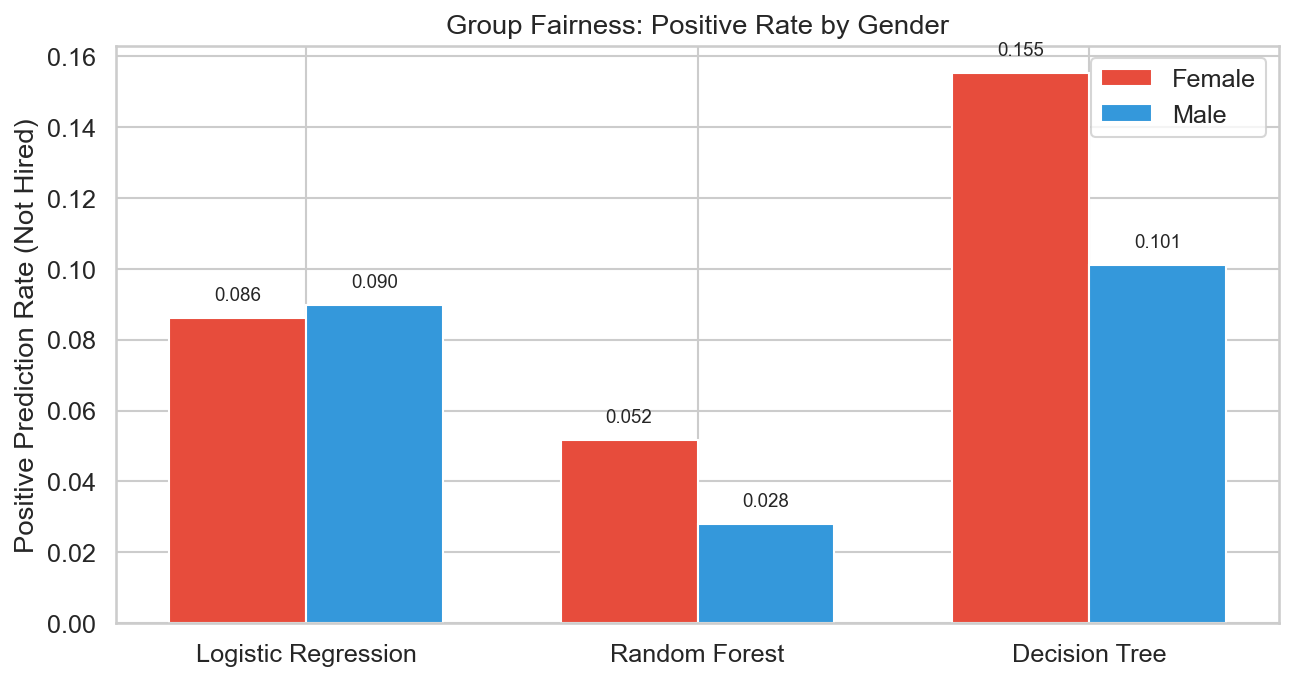 Group Fairness: Positive Rate by Gender
Positive Prediction Rate (Not Hired)
0.16
0.14
0.12
0.10
0.08
0.06
0.04
0.02
0.00
0.086
0.090
0.052
0.028
0.155
0.101
Female
Male
Logistic Regression
Random Forest
Decision Tree